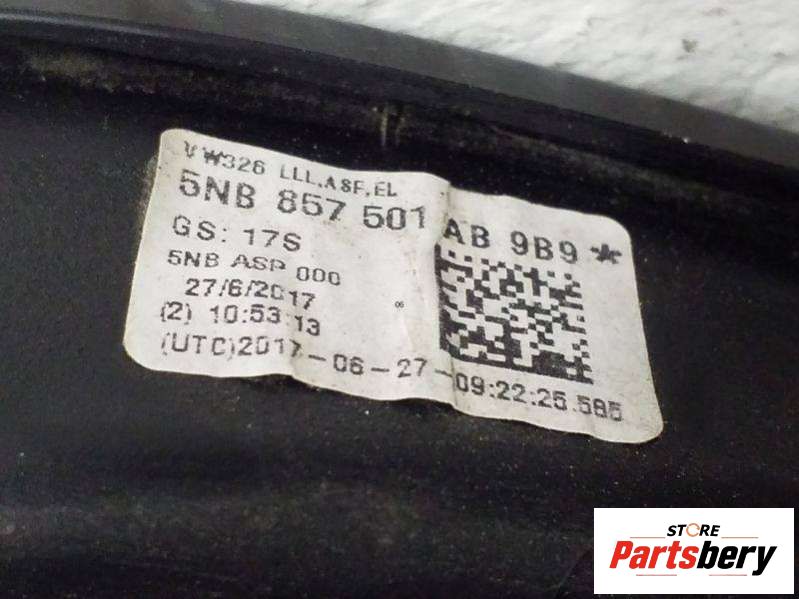 VW326 LLL.ASF.EL
5NB 857 501 AB 9B9 *
GS: 17S
5NB ASP 000
27/6/2017
(2) 10:53:13
(UTC)2017-06-27-09:22:25.595
STORE
Partsbery